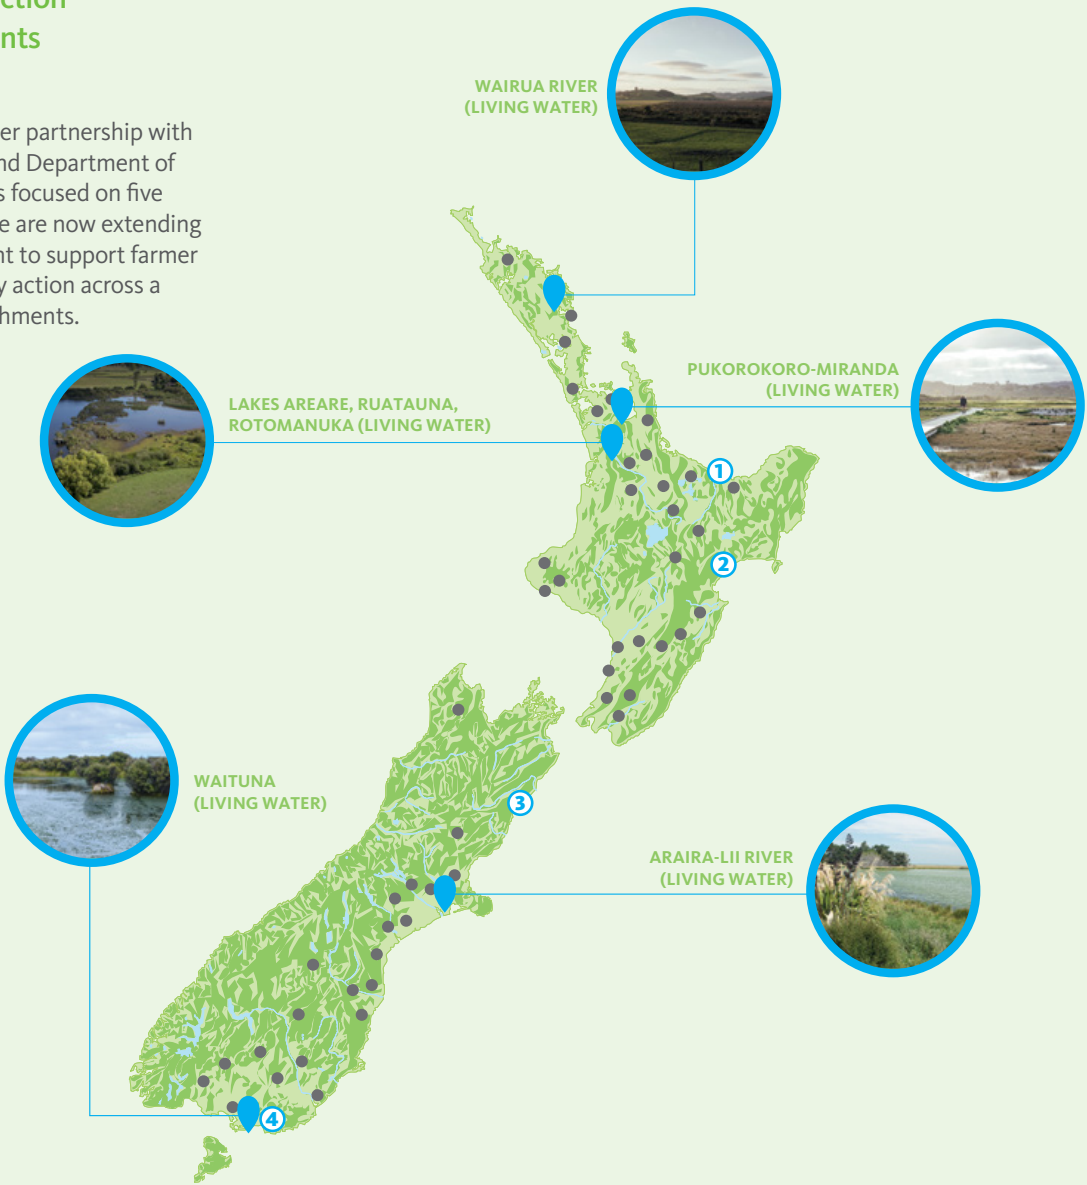 nts
er partnership with
nd Department of
s focused on five
e are now extending
nt to support farmer
y action across a
hments.
WAIRUA RIVER
(LIVING WATER)
PUKOROKORO-MIRANDA
(LIVING WATER)
LAKES AREARE, RUATAUNA,
ROTOMANUKA (LIVING WATER)
1
2
WAITUNA
(LIVING WATER)
3
ARAIRA-LII RIVER
(LIVING WATER)
4